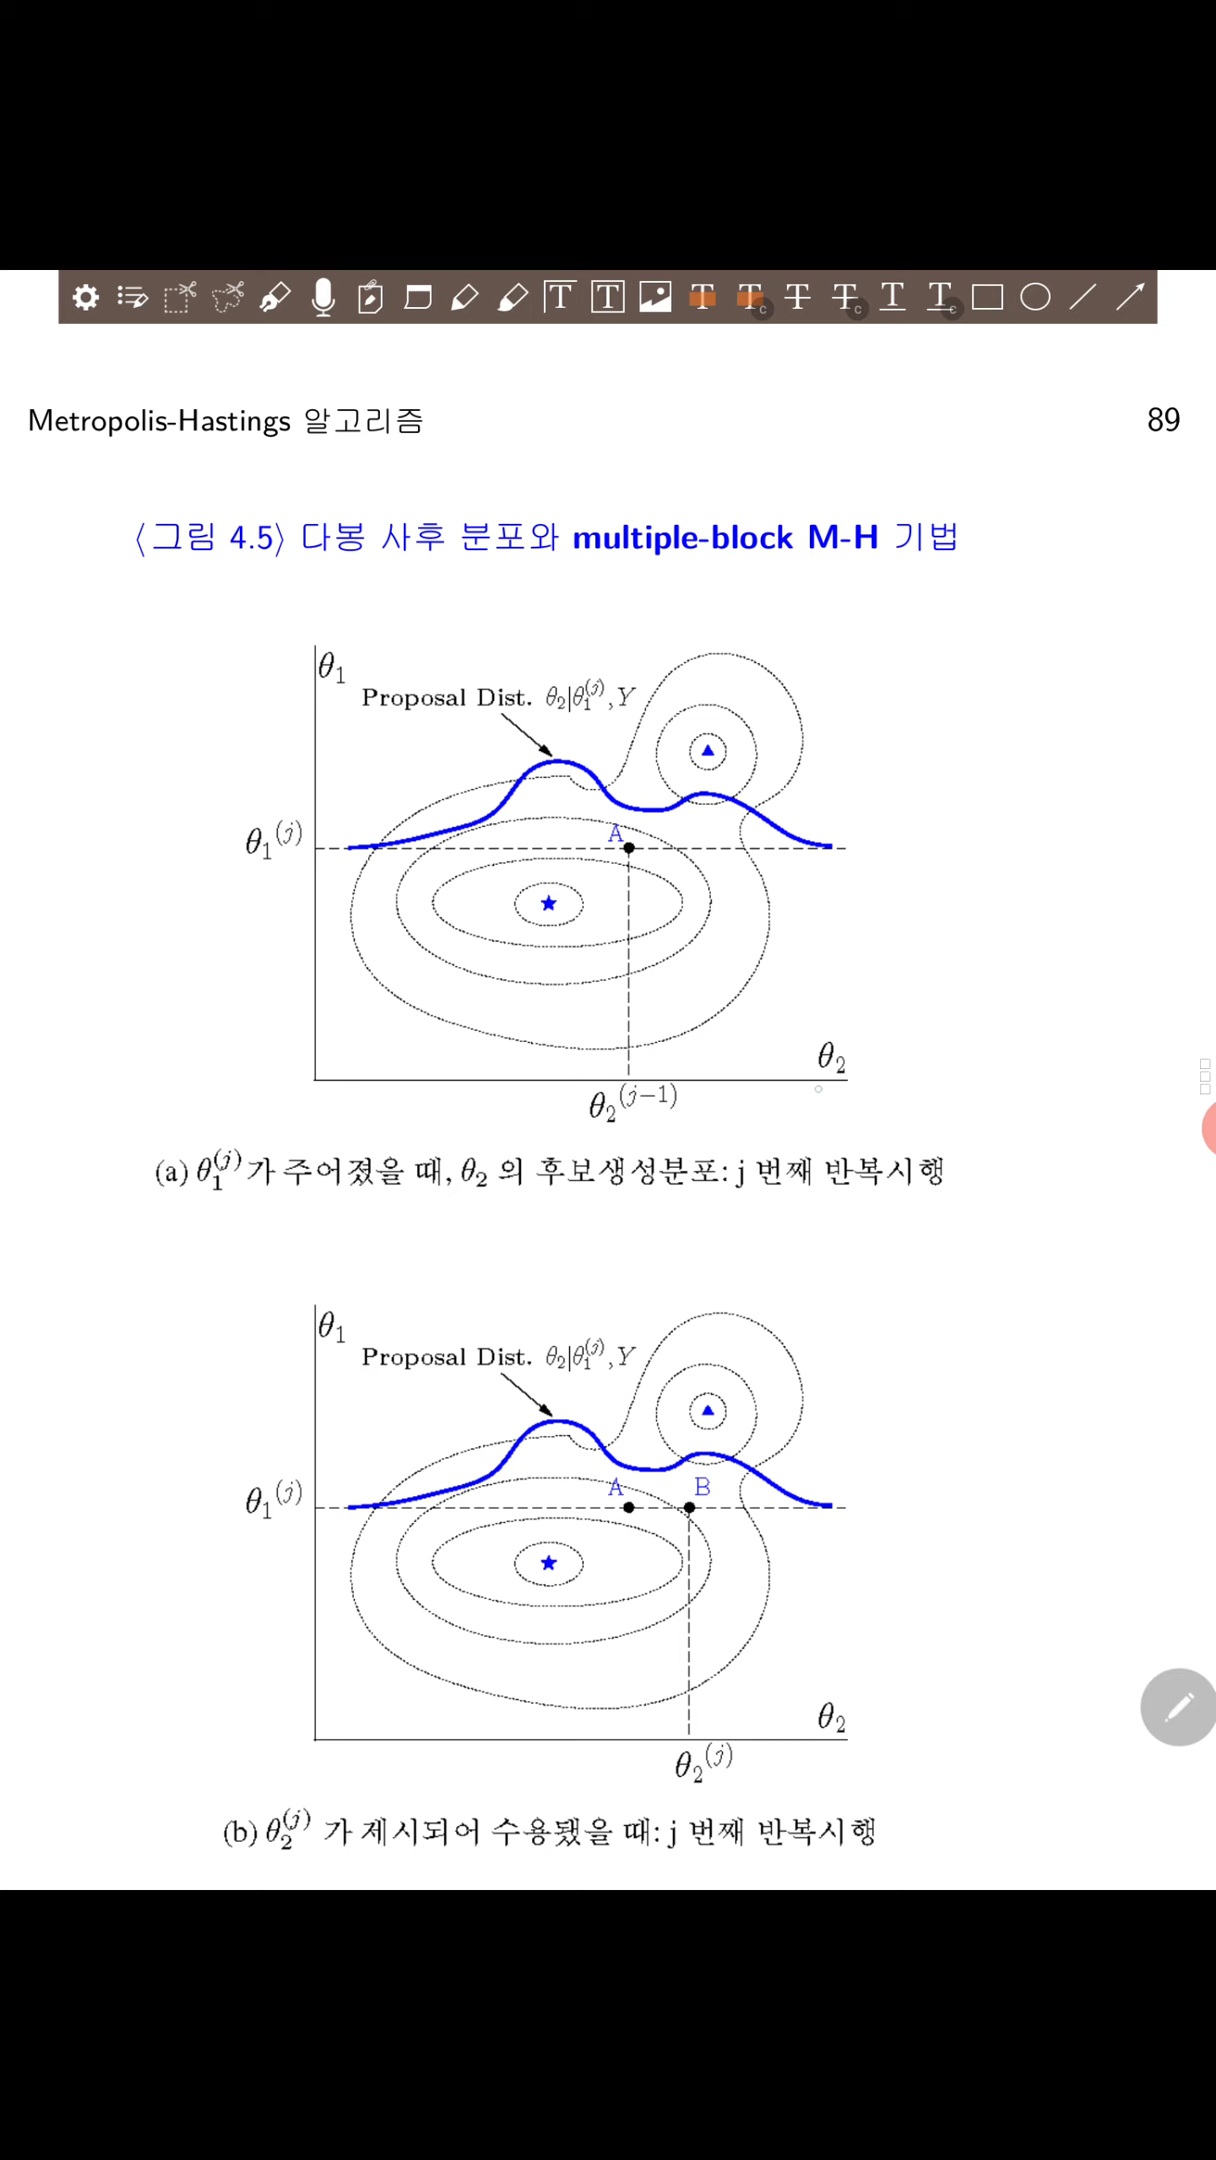 Metropolis-Hastings 알고리즘 89
〈그림 4.5〉 다봉 사후 분포와 multiple-block M-H 기법
θ₁
Proposal Dist. θ₂|θ₁⁽ʲ⁾, Y
A
θ₁⁽ʲ⁾
θ₂
θ₂⁽ʲ⁻¹⁾
(a) θ₁⁽ʲ⁾가 주어졌을 때, θ₂ 의 후보생성분포: j 번째 반복시행
θ₁
Proposal Dist. θ₂|θ₁⁽ʲ⁾, Y
A B
θ₁⁽ʲ⁾
θ₂
θ₂⁽ʲ⁾
(b) θ₂⁽ʲ⁾ 가 제시되어 수용됐을 때: j 번째 반복시행